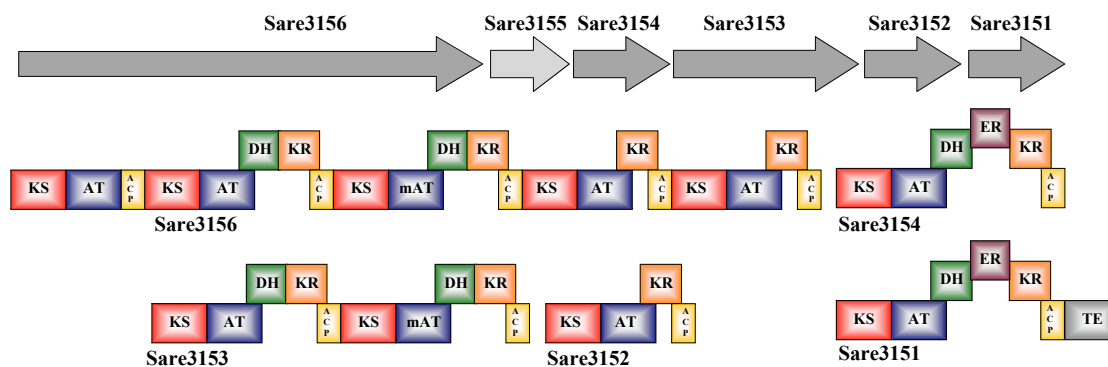 Sare3156 Sare3155 Sare3154 Sare3153 Sare3152 Sare3151
DH KR DH KR KR KR DH ER KR
KS AT ACP KS AT ACP KS mAT ACP KS AT ACP KS AT ACP KS AT ACP
Sare3156 Sare3154
DH KR DH KR KR DH ER KR
KS AT ACP KS mAT ACP KS AT ACP KS AT ACP TE
Sare3153 Sare3152 Sare3151